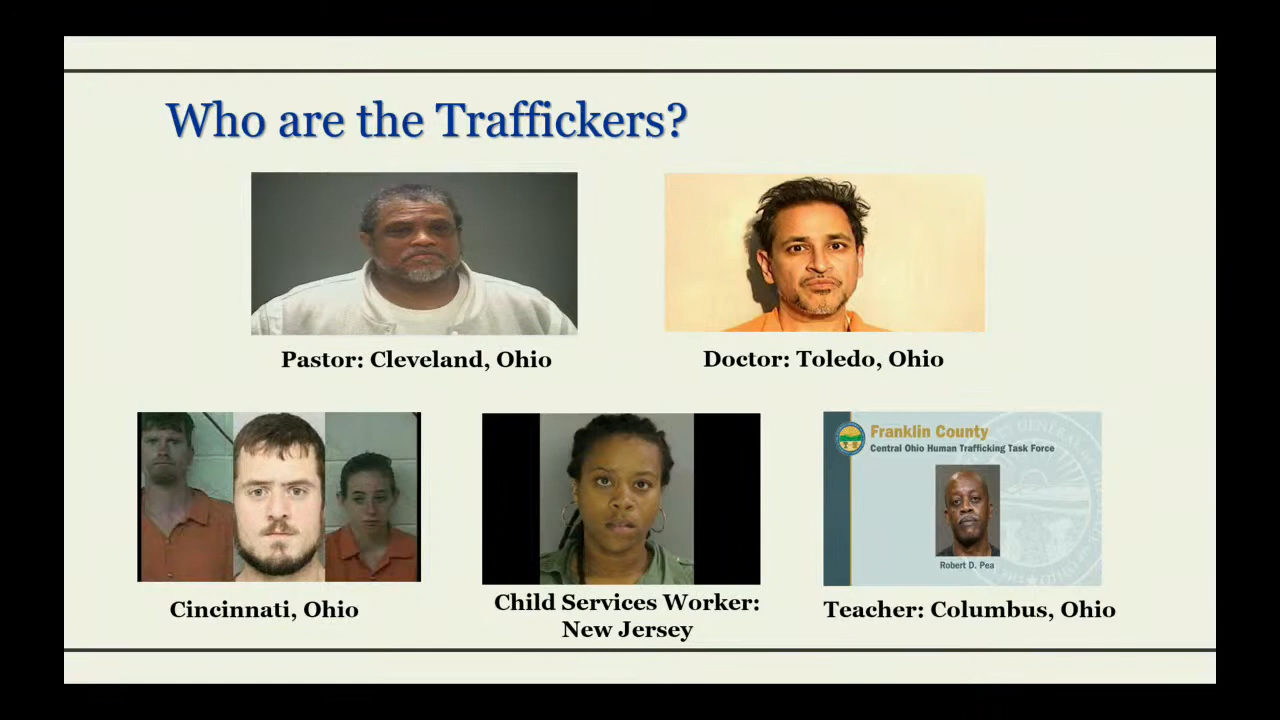 Who are the Traffickers?
Pastor: Cleveland, Ohio
Doctor: Toledo, Ohio
Cincinnati, Ohio
Child Services Worker:
New Jersey
Franklin County
Central Ohio Human Trafficking Task Force
Robert D. Pea
Teacher: Columbus, Ohio